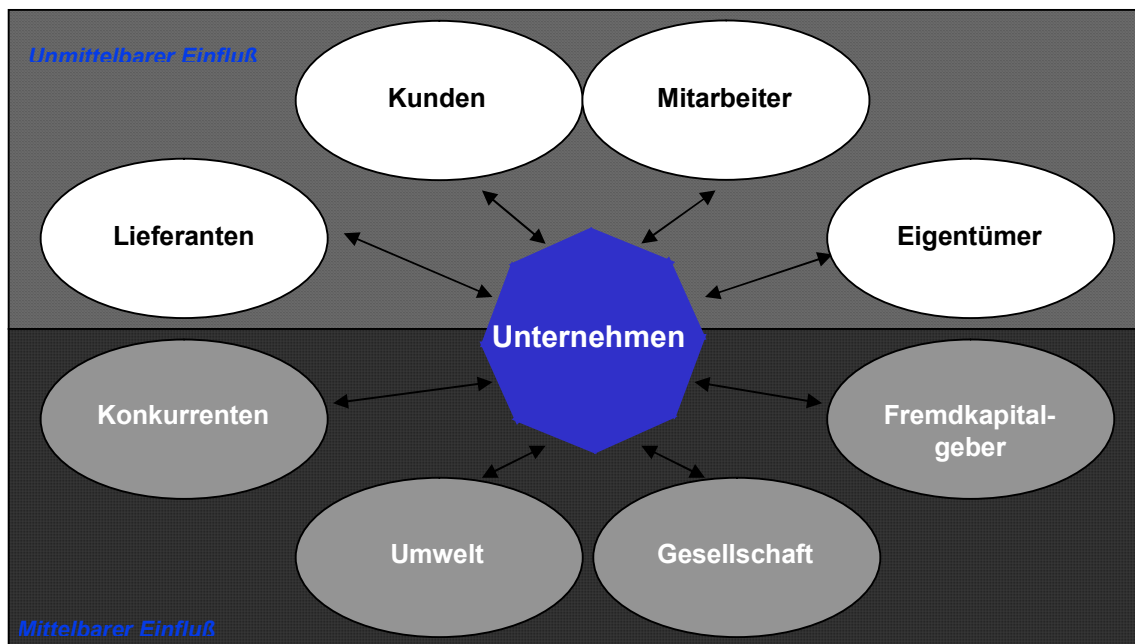 Unmittelbarer Einfluß
Kunden
Mitarbeiter
Lieferanten
Eigentümer
Unternehmen
Konkurrenten
Fremdkapital-
geber
Umwelt
Gesellschaft
Mittelbarer Einfluß